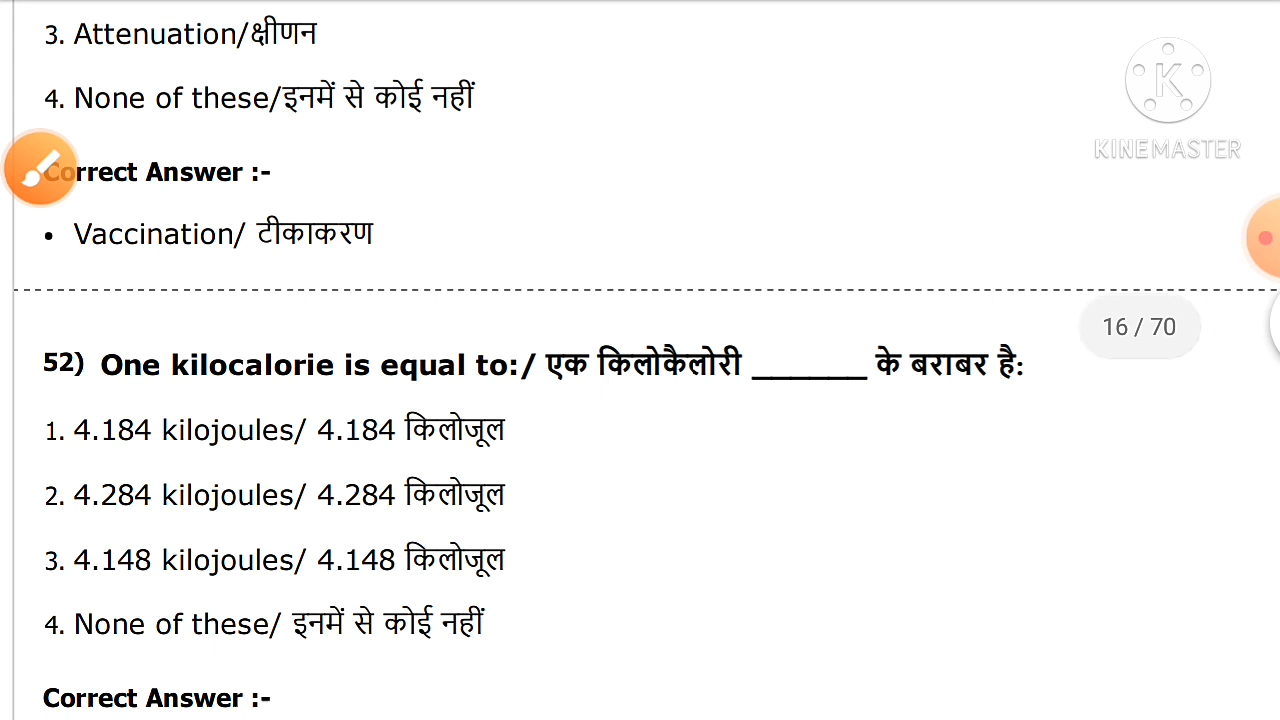 3. Attenuation/क्षीणन
4. None of these/इनमें से कोई नहीं
KINEMASTER
Correct Answer :-
• Vaccination/ टीकाकरण
16 / 70
52) One kilocalorie is equal to:/ एक किलोकैलोरी ______ के बराबर है:
1. 4.184 kilojoules/ 4.184 किलोजूल
2. 4.284 kilojoules/ 4.284 किलोजूल
3. 4.148 kilojoules/ 4.148 किलोजूल
4. None of these/ इनमें से कोई नहीं
Correct Answer :-